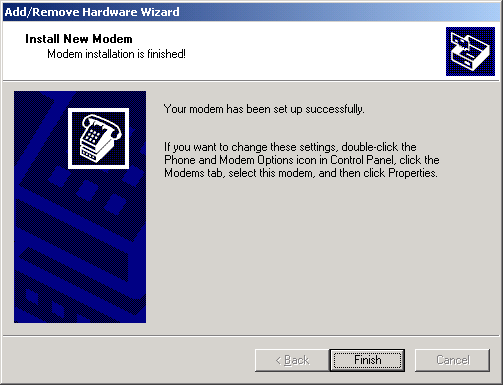 Add/Remove Hardware Wizard
Install New Modem
Modem installation is finished!
Your modem has been set up successfully.
If you want to change these settings, double-click the
Phone and Modem Options icon in Control Panel, click the
Modems tab, select this modem, and then click Properties.
< Back
Finish
Cancel